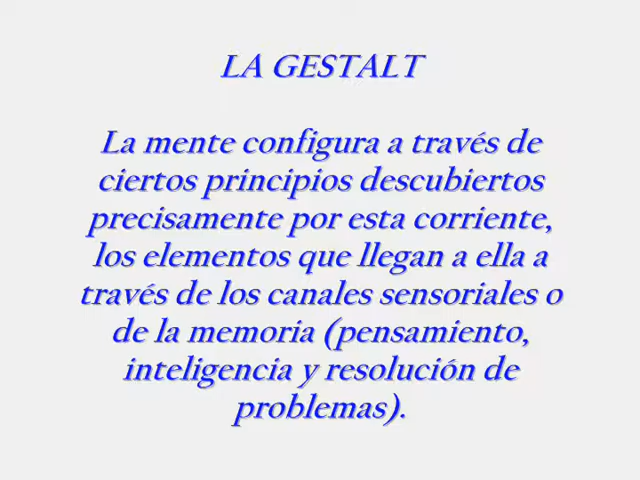 LA GESTALT
La mente configura a través de
ciertos principios descubiertos
precisamente por esta corriente,
los elementos que llegan a ella a
través de los canales sensoriales o
de la memoria (pensamiento,
inteligencia y resolución de
problemas).